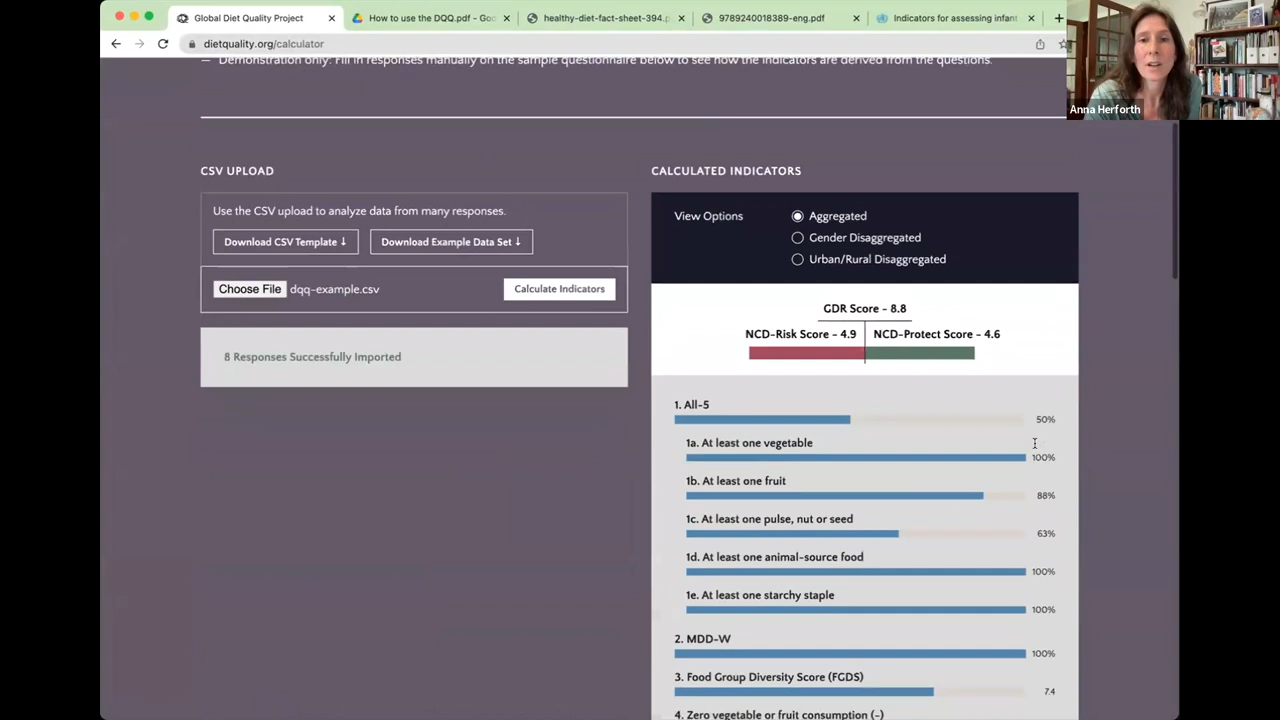 Global Diet Quality Project
How to use the DQQ.pdf - Goo
healthy-diet-fact-sheet-394.p
9789240018389-eng.pdf
Indicators for assessing infant
dietquality.org/calculator
Anna Herforth
— Demonstration only: Fill in responses manually on the sample questionnaire below to see how the indicators are derived from the questions.
CSV UPLOAD
Use the CSV upload to analyze data from many responses.
Download CSV Template ↓ Download Example Data Set ↓
Choose File dqq-example.csv Calculate Indicators
8 Responses Successfully Imported
CALCULATED INDICATORS
View Options
Aggregated
Gender Disaggregated
Urban/Rural Disaggregated
GDR Score - 8.8
NCD-Risk Score - 4.9 NCD-Protect Score - 4.6
1. All-5
50%
1a. At least one vegetable
100%
1b. At least one fruit
88%
1c. At least one pulse, nut or seed
63%
1d. At least one animal-source food
100%
1e. At least one starchy staple
100%
2. MDD-W
100%
3. Food Group Diversity Score (FGDS)
7.4
4. Zero vegetable or fruit consumption (-)